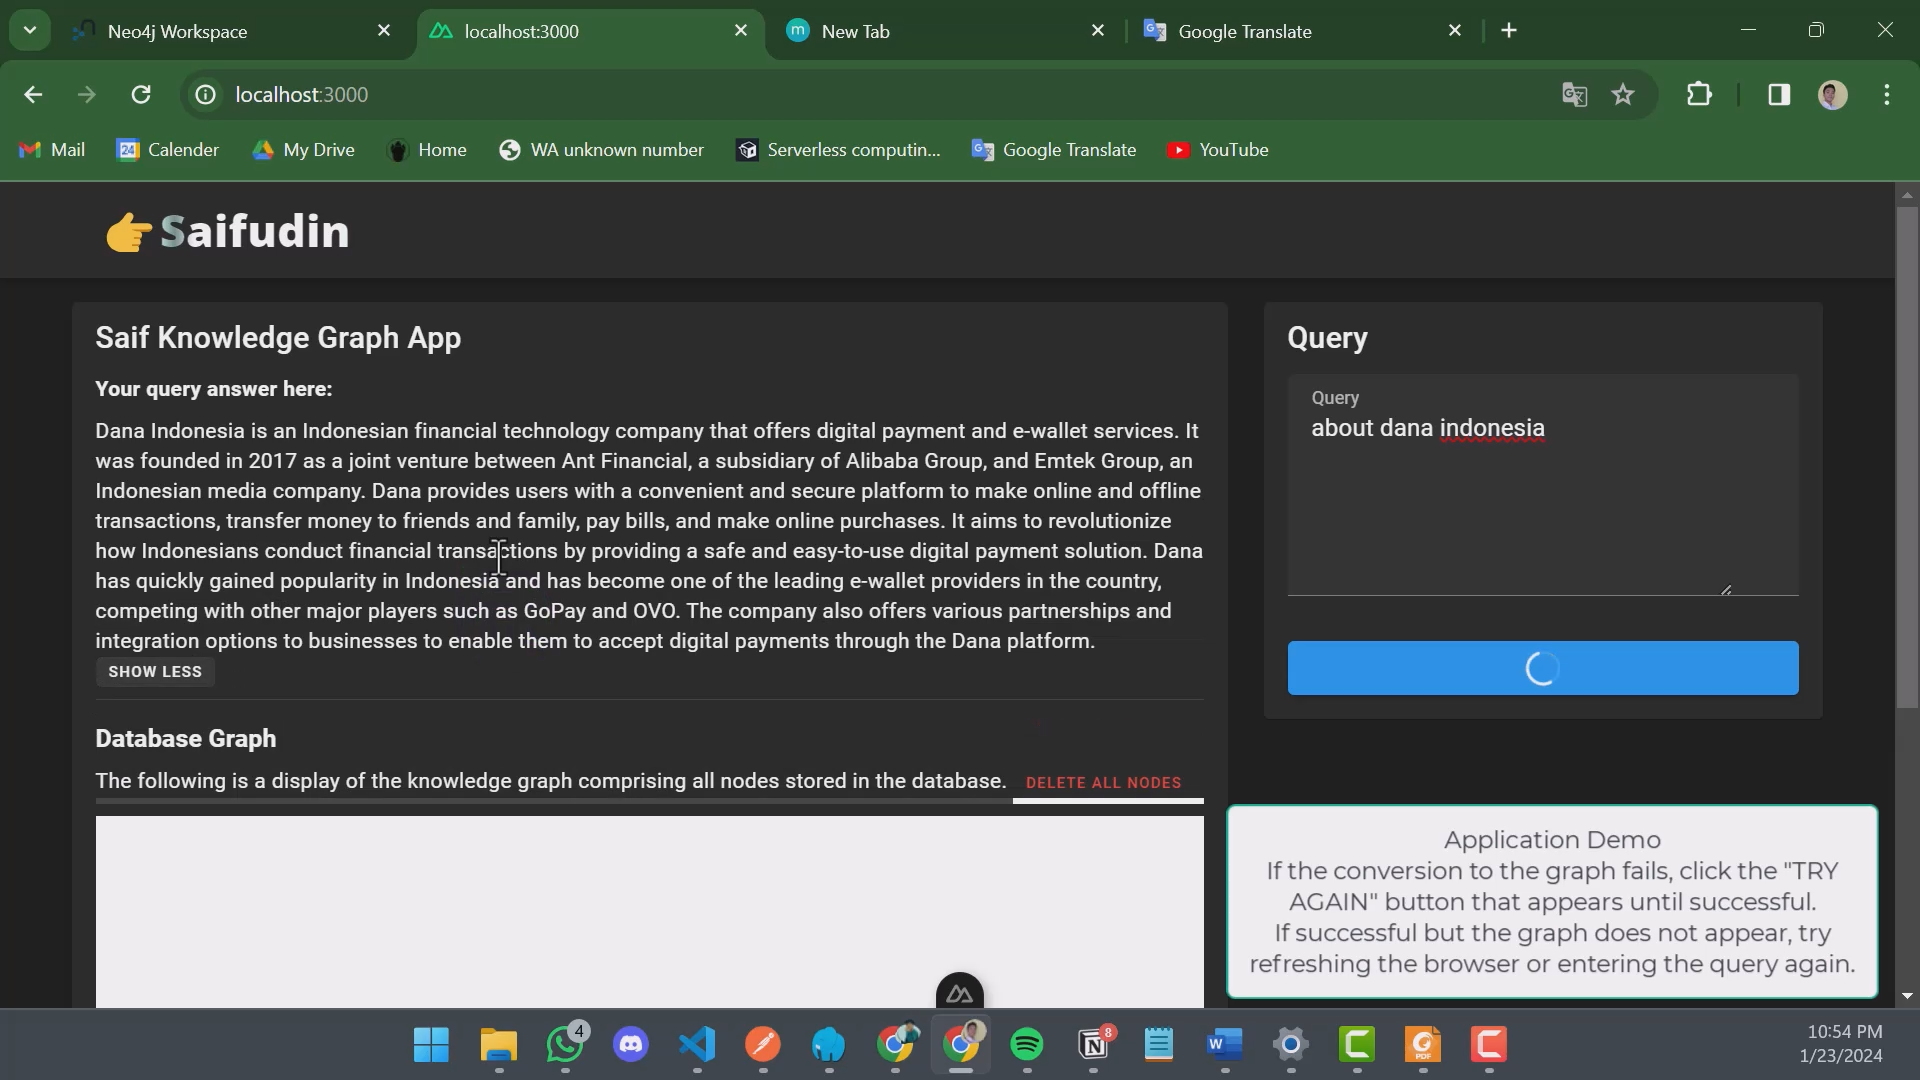 Neo4j Workspace
localhost:3000
m
New Tab
Google Translate
localhost:3000
Mail
24
Calender
My Drive
Home
WA unknown number
Serverless computin...
Google Translate
YouTube
Saifudin
Saif Knowledge Graph App
Your query answer here:
Dana Indonesia is an Indonesian financial technology company that offers digital payment and e-wallet services. It
was founded in 2017 as a joint venture between Ant Financial, a subsidiary of Alibaba Group, and Emtek Group, an
Indonesian media company. Dana provides users with a convenient and secure platform to make online and offline
transactions, transfer money to friends and family, pay bills, and make online purchases. It aims to revolutionize
how Indonesians conduct financial transactions by providing a safe and easy-to-use digital payment solution. Dana
has quickly gained popularity in Indonesia and has become one of the leading e-wallet providers in the country,
competing with other major players such as GoPay and OVO. The company also offers various partnerships and
integration options to businesses to enable them to accept digital payments through the Dana platform.
SHOW LESS
Database Graph
The following is a display of the knowledge graph comprising all nodes stored in the database.
DELETE ALL NODES
Query
Query
about dana indonesia
Application Demo
If the conversion to the graph fails, click the "TRY
AGAIN" button that appears until successful.
If successful but the graph does not appear, try
refreshing the browser or entering the query again.
4
8
PDF
10:54 PM
1/23/2024